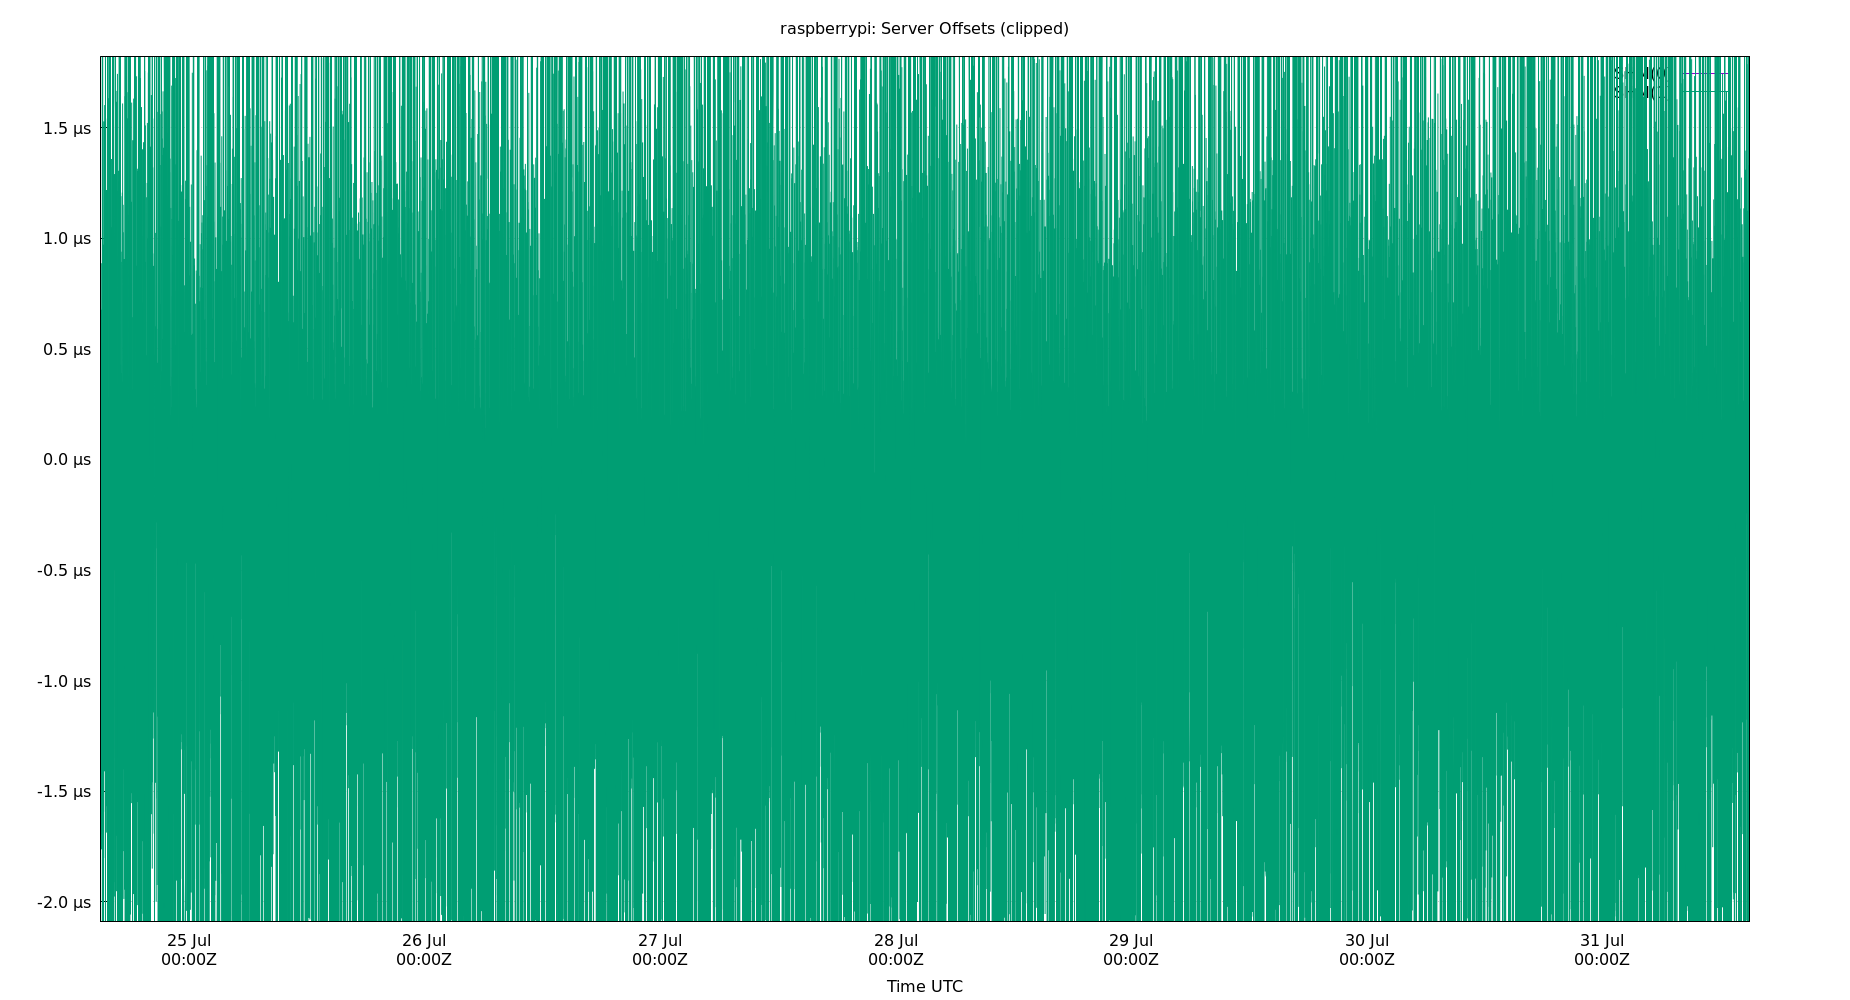 raspberrypi: Server Offsets (clipped)
1.5 µs
1.0 µs
0.5 µs
0.0 µs
-0.5 µs
-1.0 µs
-1.5 µs
-2.0 µs
25 Jul 26 Jul 27 Jul 28 Jul 29 Jul 30 Jul 31 Jul
00:00Z 00:00Z 00:00Z 00:00Z 00:00Z 00:00Z 00:00Z
Time UTC